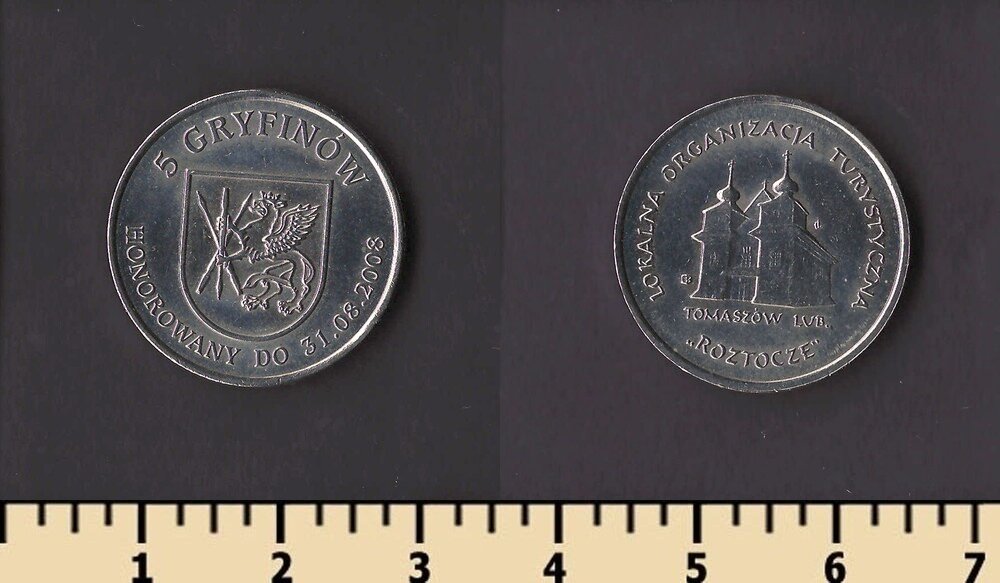 5 GRYFINÓW
HONOROWANY DO 31.08.2008
LOKALNA ORGANIZACJA TURYSTYCZNA
TOMASZÓW LUB.
„ROZTOCZE”
1 2 3 4 5 6 7